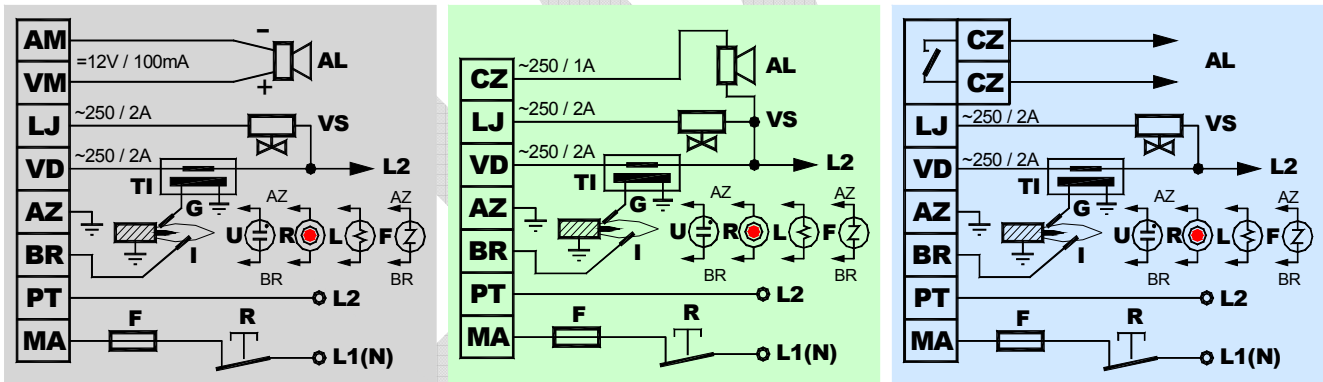 AM
–
=12V / 100mA
AL
VM
+
LJ
~250 / 2A
VS
VD
~250 / 2A
L2
TI
AZ
G
AZ
AZ
U
R
L
F
BR
I
BR
BR
PT
L2
F
R
MA
L1(N)
CZ
~250 / 1A
AL
LJ
~250 / 2A
VS
VD
~250 / 2A
L2
TI
AZ
G
AZ
AZ
U
R
L
F
BR
I
BR
BR
PT
L2
F
R
MA
L1(N)
CZ
AL
CZ
LJ
~250 / 2A
VS
VD
~250 / 2A
L2
TI
AZ
G
AZ
AZ
U
R
L
F
BR
I
BR
BR
PT
L2
F
R
MA
L1(N)